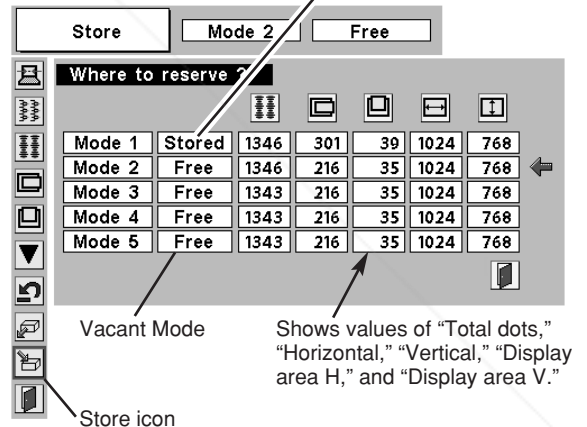 Store Mode 2 Free
Where to reserve ?
Mode 1 Stored 1346 301 39 1024 768
Mode 2 Free 1346 216 35 1024 768
Mode 3 Free 1343 216 35 1024 768
Mode 4 Free 1343 216 35 1024 768
Mode 5 Free 1343 216 35 1024 768
Vacant Mode
Shows values of “Total dots,”
“Horizontal,” “Vertical,” “Display
area H,” and “Display area V.”
Store icon